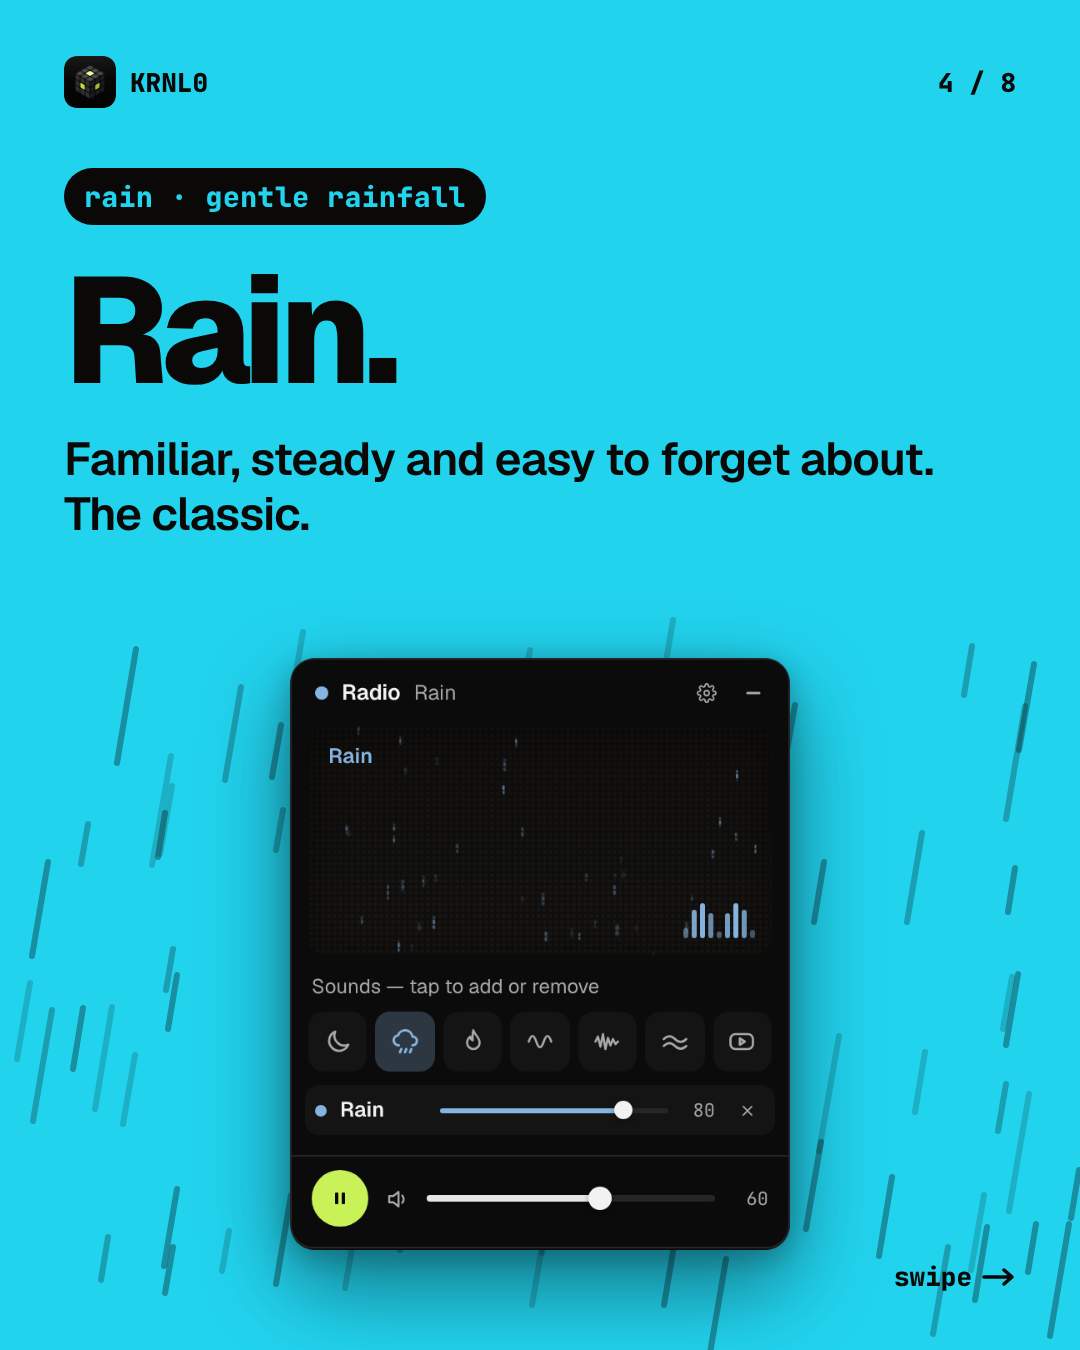 KRNL0
4 / 8
rain · gentle rainfall
Rain.
Familiar, steady and easy to forget about.
The classic.
Radio Rain
Rain
Sounds — tap to add or remove
Rain 80
60
swipe →